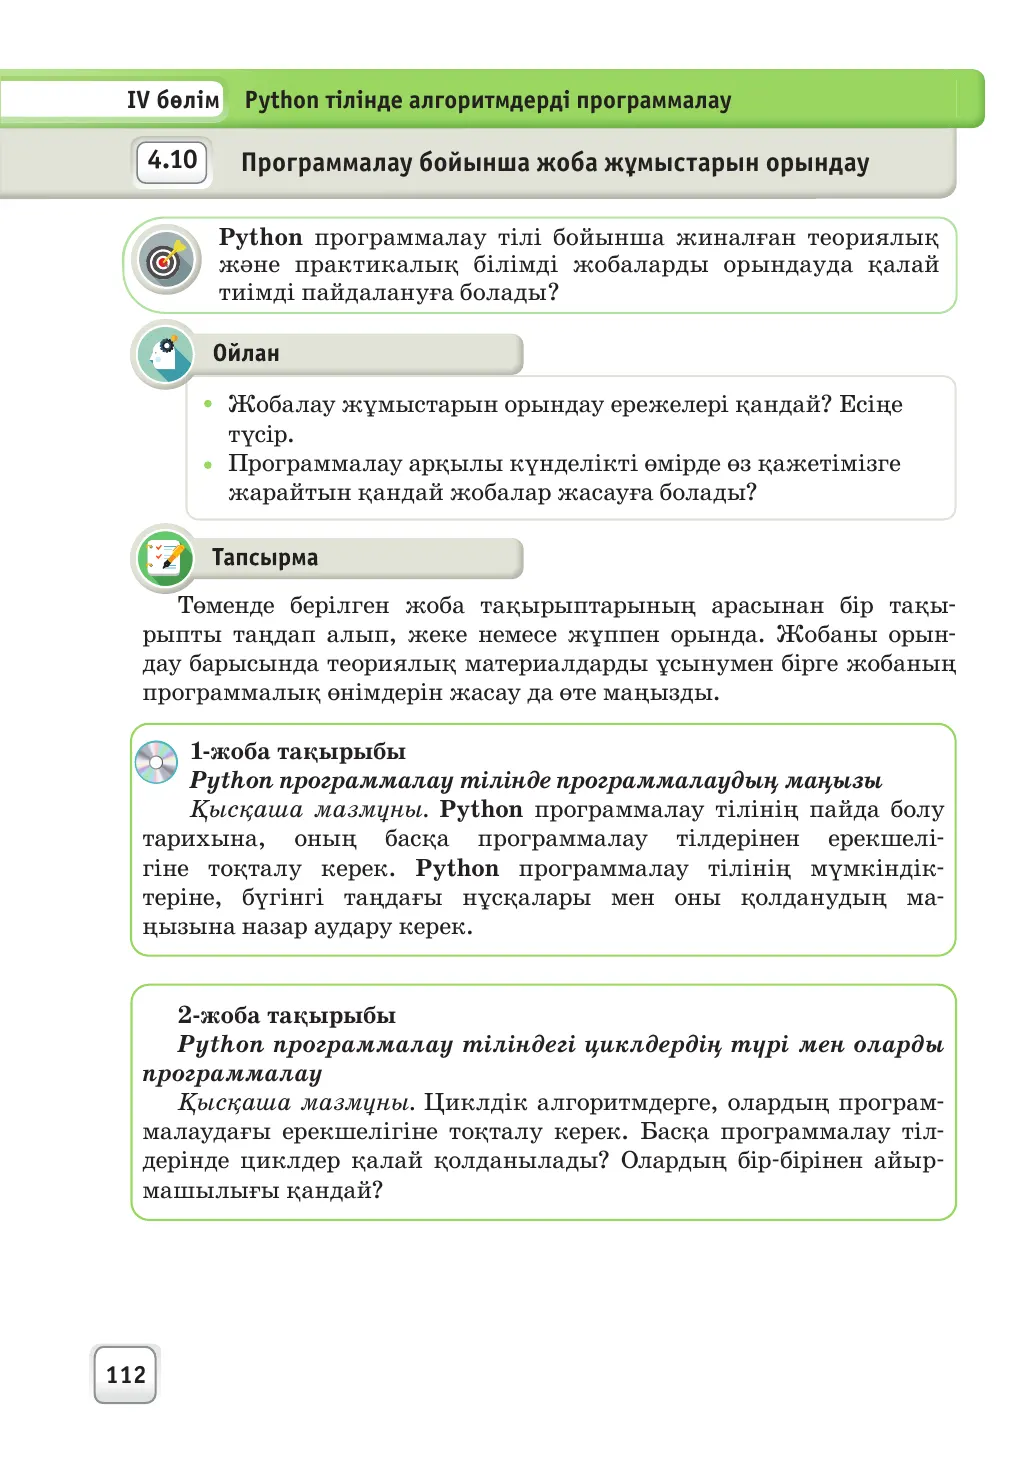 IV бөлім Python тілінде алгоритмдерді программалау
4.10 Программалау бойынша жоба жұмыстарын орындау
Python программалау тілі бойынша жиналған теориялық
және практикалық білімді жобаларды орындауда қалай
тиімді пайдалануға болады?
Ойлан
• Жобалау жұмыстарын орындау ережелері қандай? Есіңе
түсір.
• Программалау арқылы күнделікті өмірде өз қажетімізге
жарайтын қандай жобалар жасауға болады?
Тапсырма
Төменде берілген жоба тақырыптарының арасынан бір тақы-
рыпты таңдап алып, жеке немесе жұппен орында. Жобаны орын-
дау барысында теориялық материалдарды ұсынумен бірге жобаның
программалық өнімдерін жасау да өте маңызды.
1-жоба тақырыбы
Python программалау тілінде программалаудың маңызы
Қысқаша мазмұны. Python программалау тілінің пайда болу
тарихына, оның басқа программалау тілдерінен ерекшелі-
гіне тоқталу керек. Python программалау тілінің мүмкіндік-
теріне, бүгінгі таңдағы нұсқалары мен оны қолданудың ма-
ңызына назар аудару керек.
2-жоба тақырыбы
Python программалау тіліндегі циклдердің түрі мен оларды
программалау
Қысқаша мазмұны. Циклдік алгоритмдерге, олардың програм-
малаудағы ерекшелігіне тоқталу керек. Басқа программалау тіл-
дерінде циклдер қалай қолданылады? Олардың бір-бірінен айыр-
машылығы қандай?
112